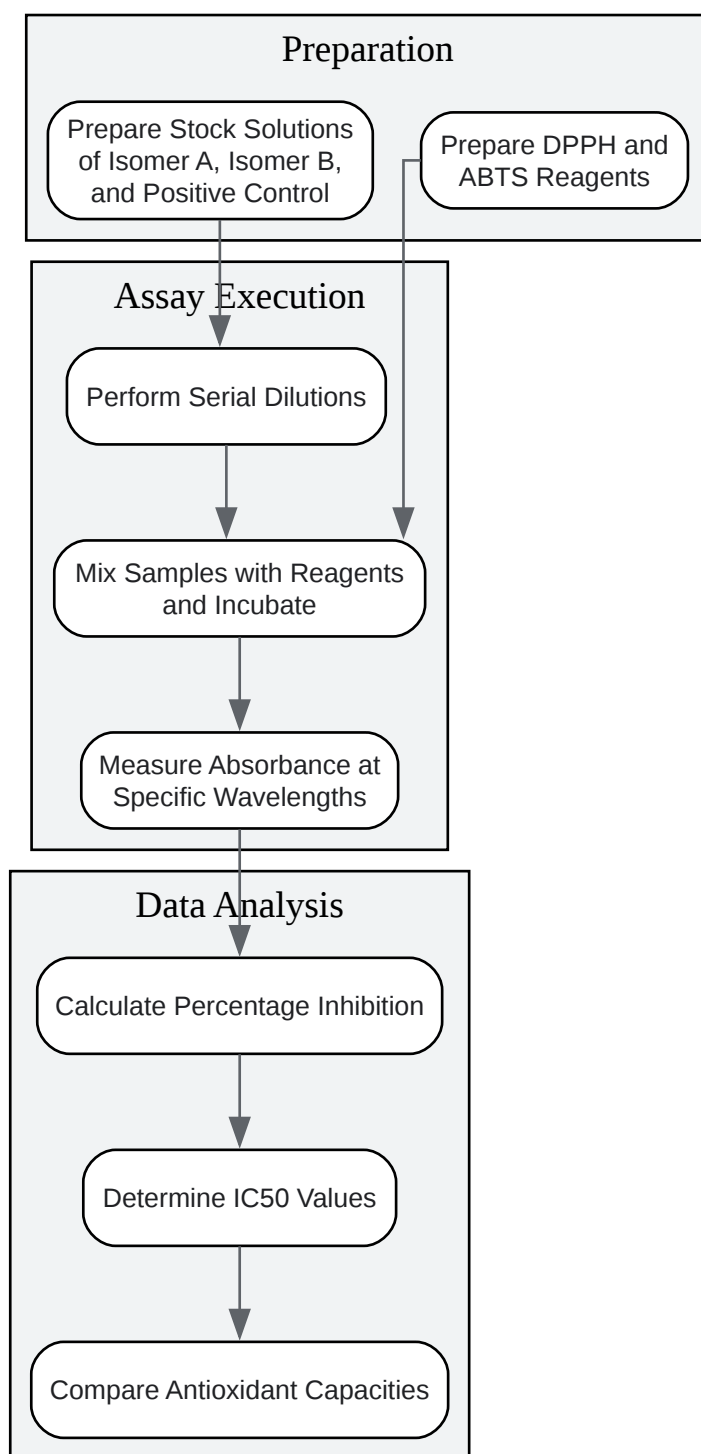 Preparation
Prepare Stock Solutions
of Isomer A, Isomer B,
and Positive Control
Prepare DPPH and
ABTS Reagents
Assay Execution
Perform Serial Dilutions
Mix Samples with Reagents
and Incubate
Measure Absorbance at
Specific Wavelengths
Data Analysis
Calculate Percentage Inhibition
Determine IC50 Values
Compare Antioxidant Capacities